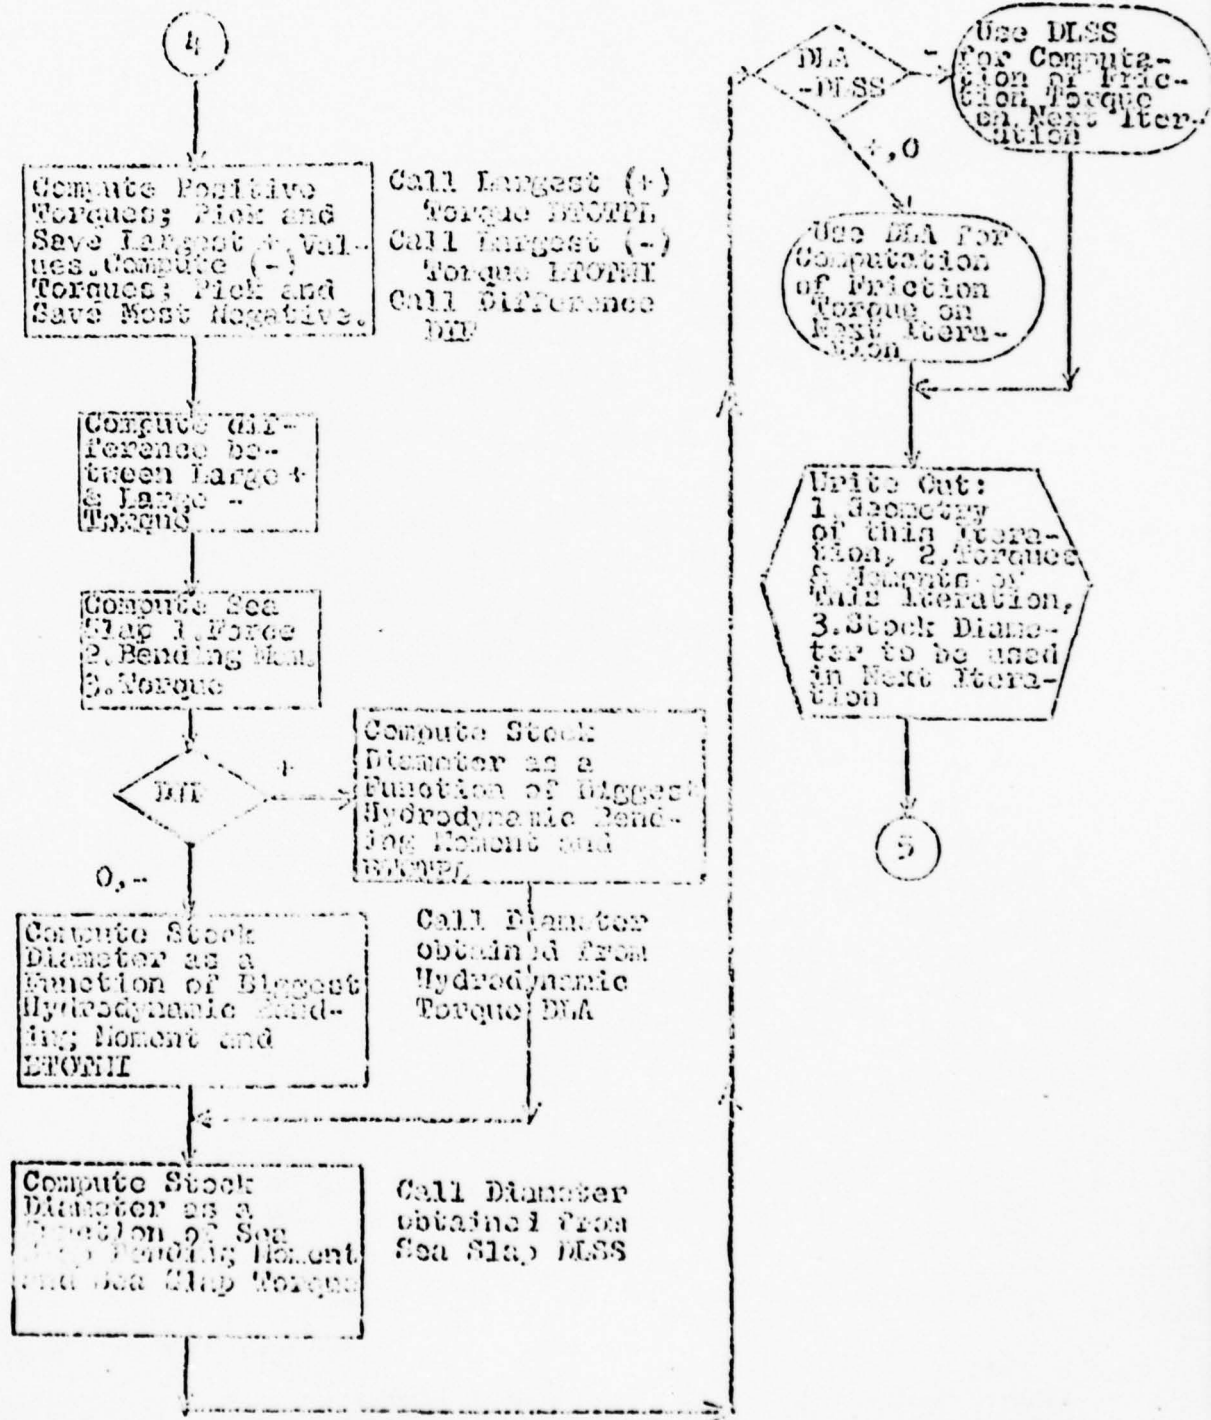 4
Compute Positive
Torques; Pick and
Save Largest + Val-
ues. Compute (-)
Torques; Pick and
Save Most Negative.
Call Largest (+)
Torque
Call Largest (-)
Torque
Call Difference
Compute dif-
ference be-
tween Large +
& Large -
Torque
Compute Sea
Slap 1. Force
2. Bending Mom.
3. Torque
+
0,-
Compute Stock
Diameter as a
Function of Biggest
Hydrodynamic Bend-
ing Moment and
Compute Stock
Diameter as a
Function of Biggest
Hydrodynamic Bend-
ing Moment and
Call Diameter
obtained from
Hydrodynamic
Torque DLA
Compute Stock
Diameter as a
Function of Sea
Slap Bending Moment
and Sea Slap Torque
Call Diameter
obtained from
Sea Slap DLSS
DLA
-DLSS
-
+,0
Use DLSS
for Computa-
tion of Fric-
tion Torque
on Next Iter-
ation
Use DLA for
Computation
of Friction
Torque on
Next Itera-
tion
Write Out:
1. Geometry
of this Itera-
tion, 2. Torques
& Moments of
This Iteration,
3. Stock Diame-
ter to be used
in Next Itera-
tion
5